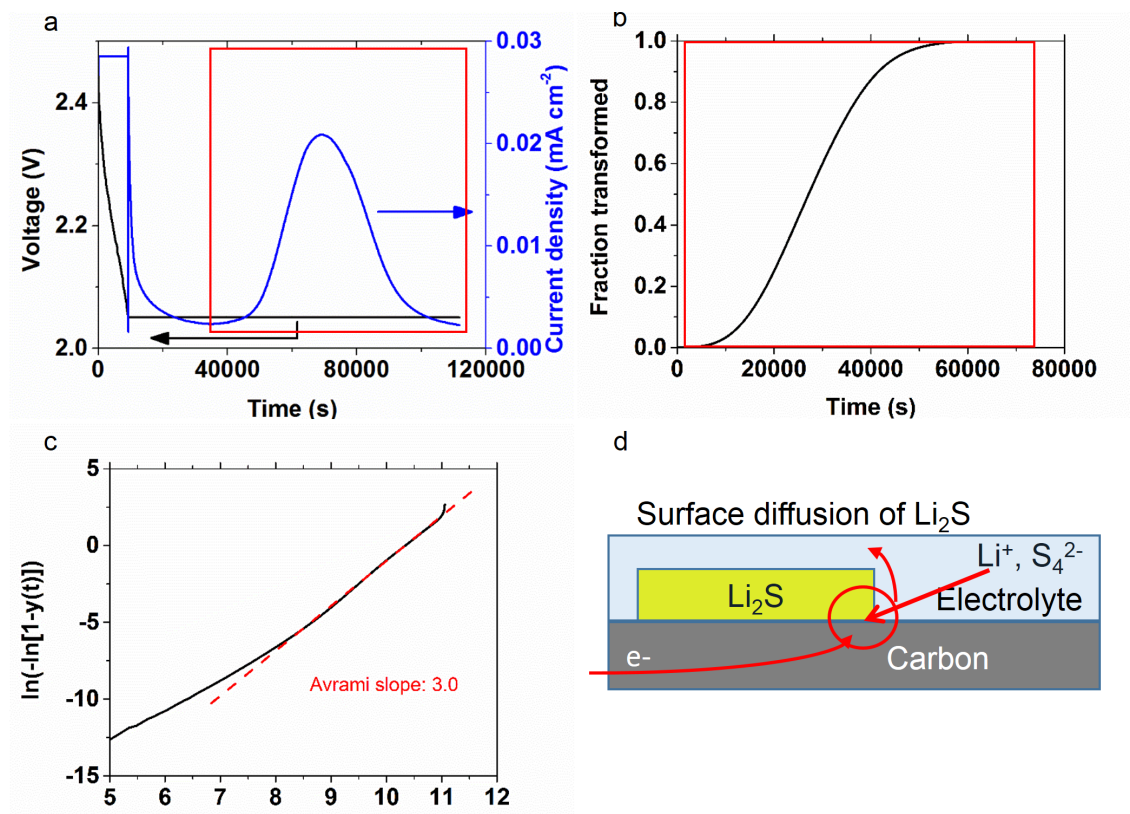 a
Voltage (V)
2.4
2.2
2.0
0
40000
80000
120000
Time (s)
0.03
0.02
0.01
0.00
Current density (mA cm-2)
b
Fraction transformed
1.0
0.8
0.6
0.4
0.2
0.0
0
20000
40000
60000
80000
Time (s)
c
ln(-ln[1-y(t)])
5
0
-5
-10
-15
5
6
7
8
9
10
11
12
Avrami slope: 3.0
d
Surface diffusion of Li2S
Li+, S42-
Li2S
Electrolyte
e-
Carbon